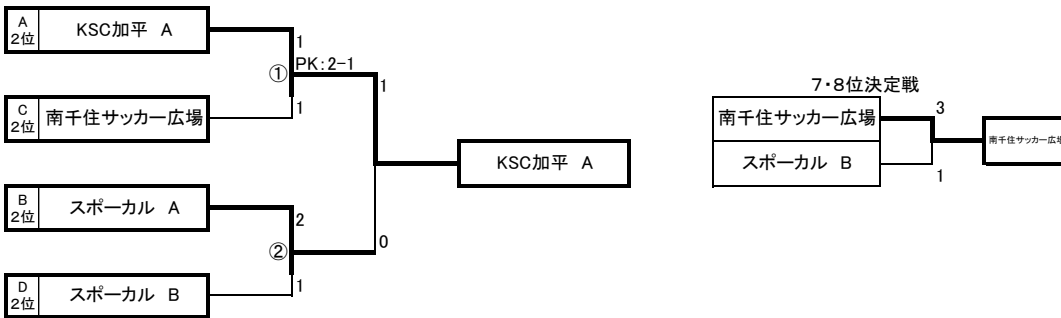 A
2位
KSC加平 A
1
①
PK:2-1
1
C
2位
南千住サッカー広場
1
KSC加平 A
B
2位
スポーカル A
2
②
0
D
2位
スポーカル B
1
7・8位決定戦
南千住サッカー広場
3
スポーカル B
1
南千住サッカー広場